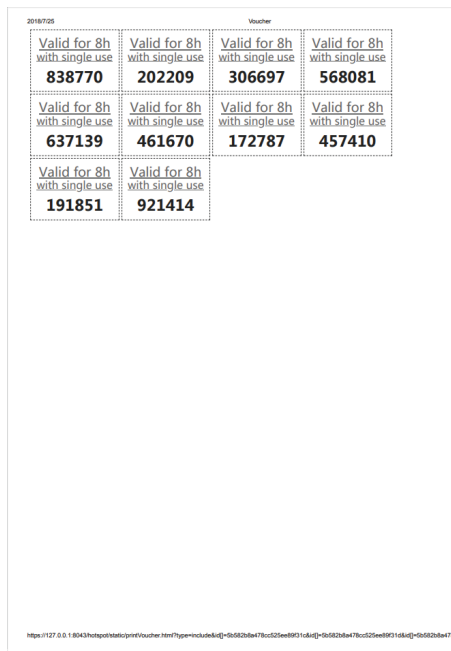 2018/7/25 Voucher
Valid for 8h Valid for 8h Valid for 8h Valid for 8h
with single use with single use with single use with single use
838770 202209 306697 568081
Valid for 8h Valid for 8h Valid for 8h Valid for 8h
with single use with single use with single use with single use
637139 461670 172787 457410
Valid for 8h Valid for 8h
with single use with single use
191851 921414
https://127.0.0.1:8043/hotspot/static/printVoucher.html?type=include&id[]=5b582b8a478cc525ee89f31c&id[]=5b582b8a478cc525ee89f31d&id[]=5b582b8a47